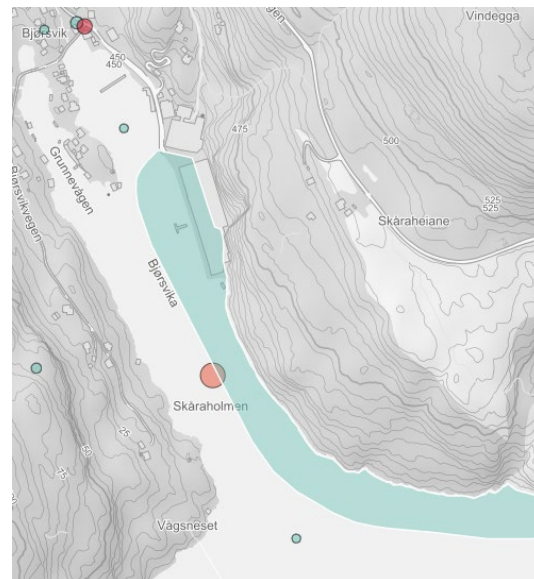 Vindegga
Bjørsvik
450
450
475
500
Grunnevågen
Bjørsvikvegen
525
525
Skåraheiane
Bjørsvika
Skåraholmen
25
50
75
Vågsneset